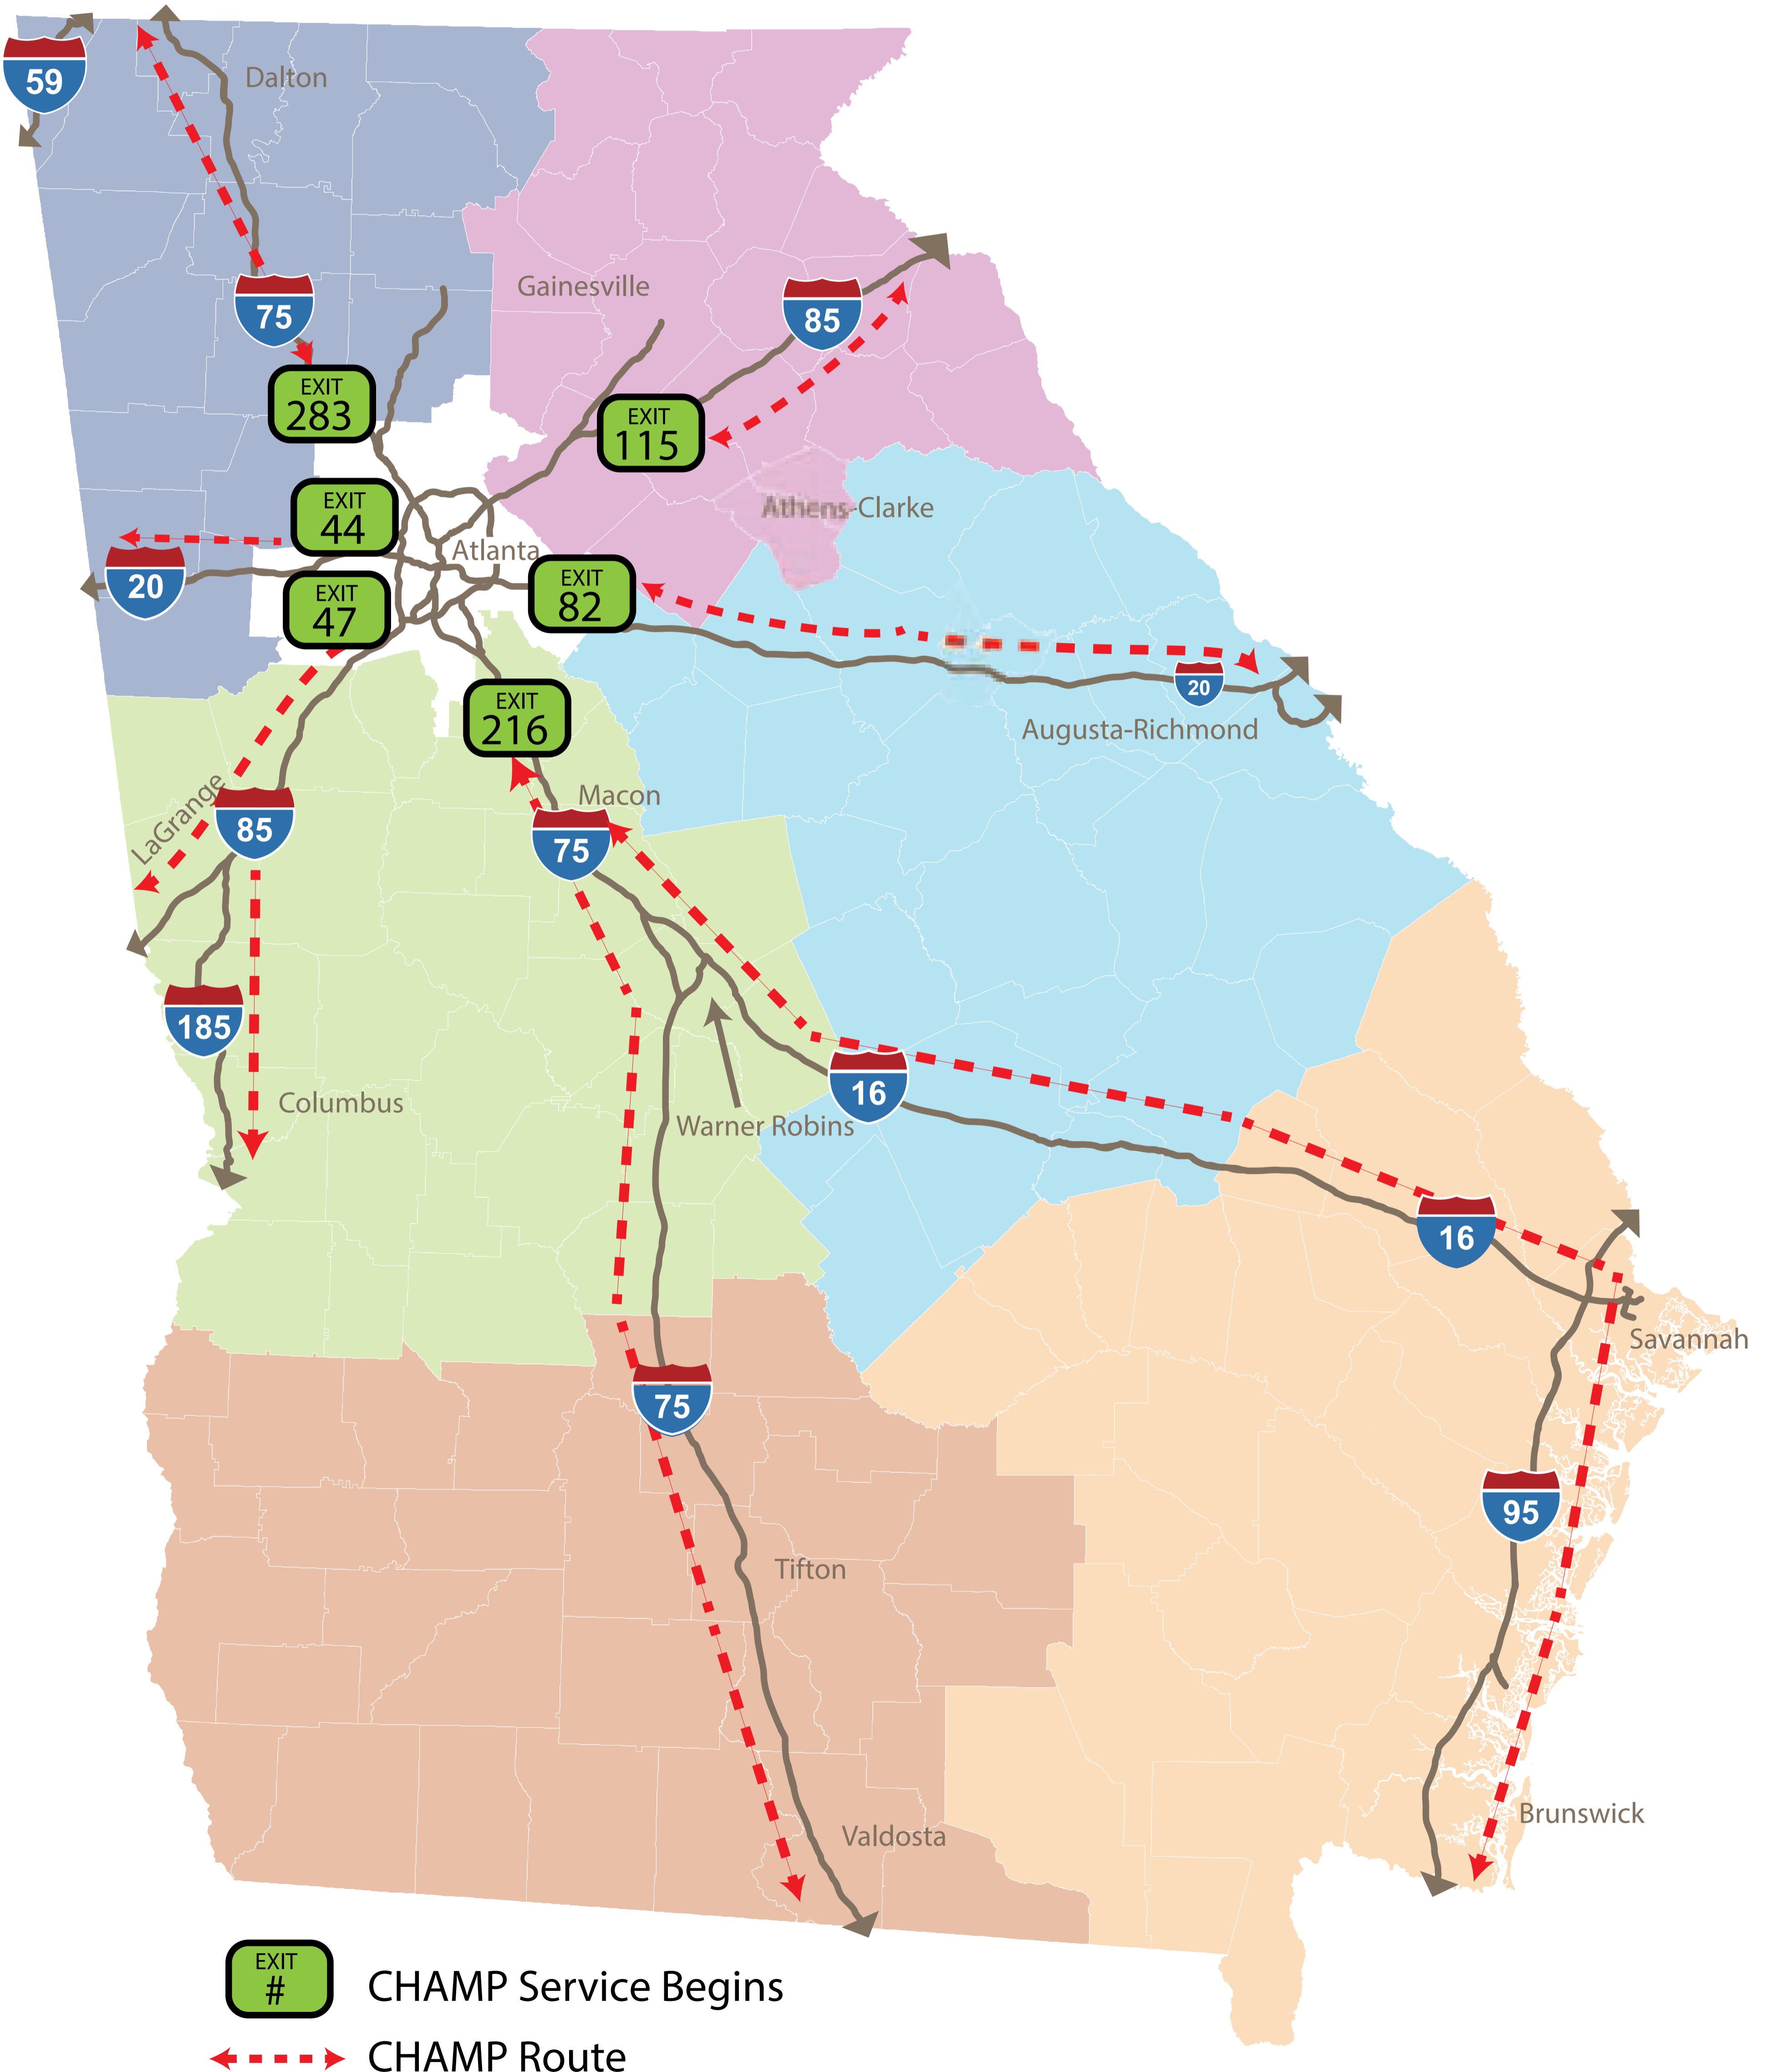 59
Dalton
75
Gainesville
85
EXIT
283
EXIT
115
EXIT
44
Athens-Clarke
Atlanta
20
EXIT
82
EXIT
47
20
EXIT
216
Augusta-Richmond
LaGrange
85
Macon
75
185
16
Columbus
Warner Robins
16
Savannah
75
95
Tifton
Brunswick
Valdosta
EXIT
#
CHAMP Service Begins
CHAMP Route